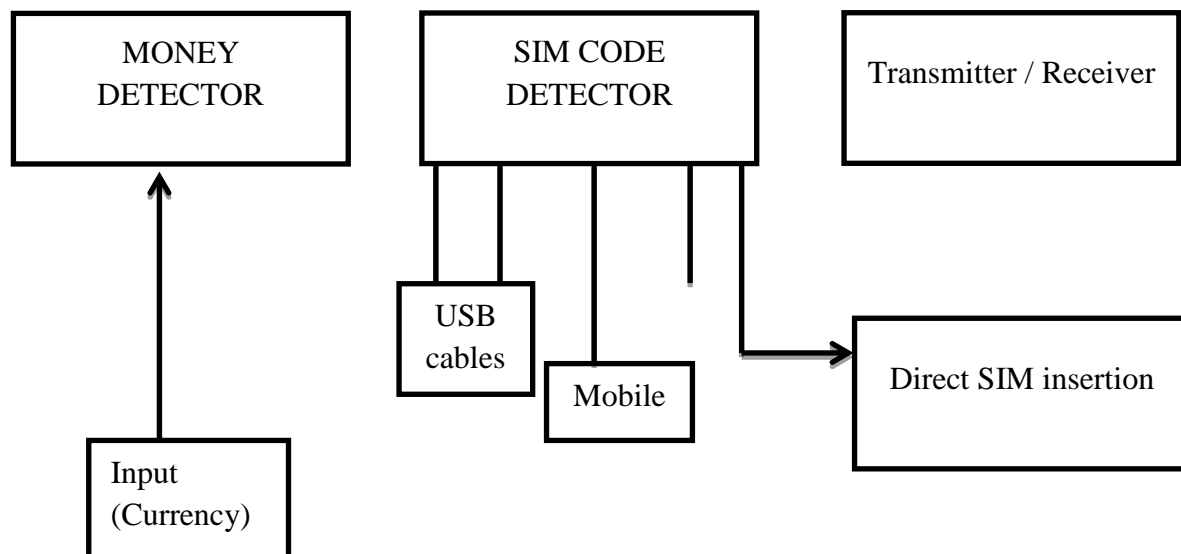 MONEY
DETECTOR
SIM CODE
DETECTOR
Transmitter / Receiver
USB
cables
Mobile
Direct SIM insertion
Input
(Currency)